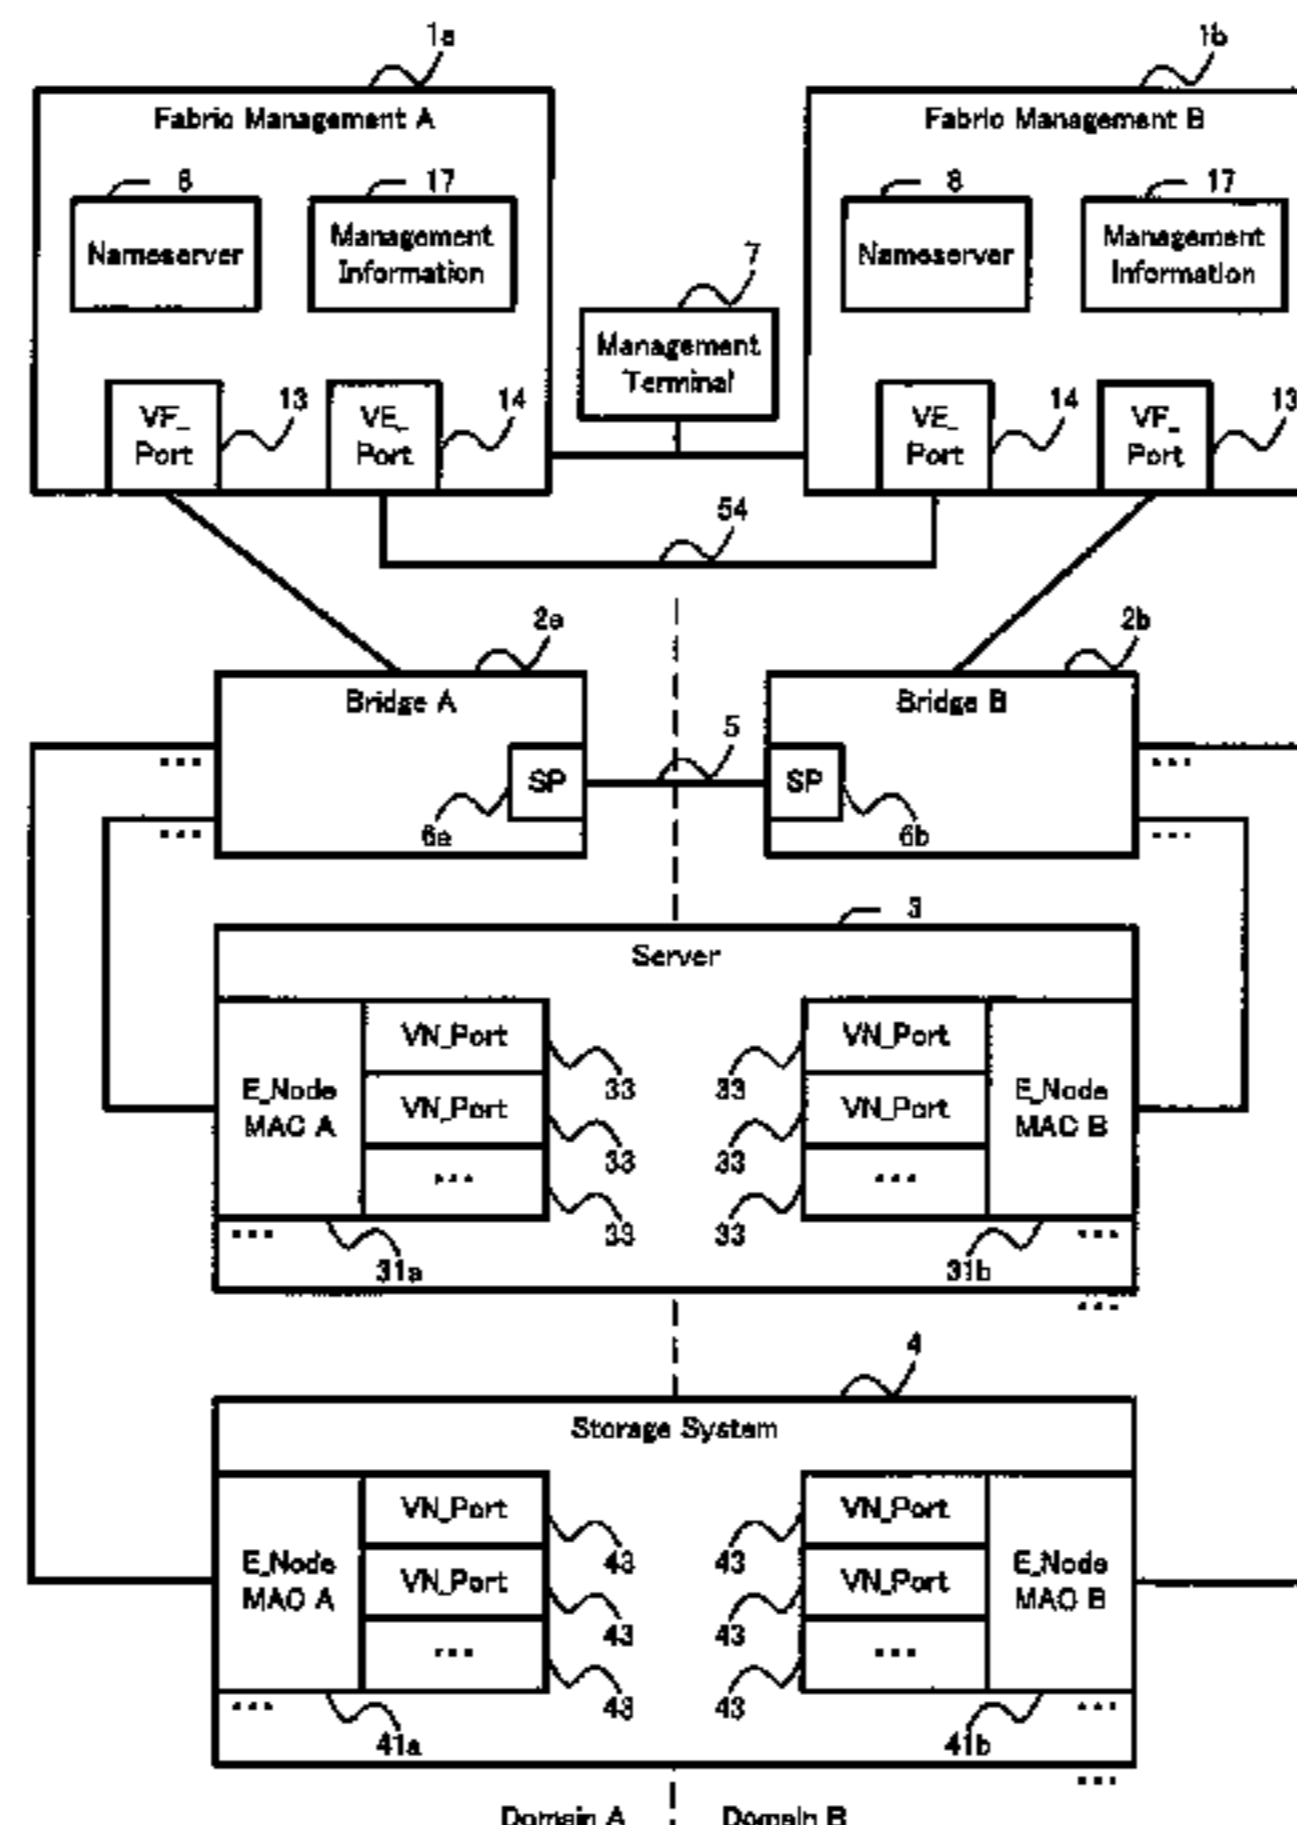 1a
1b
Fabric Management A
Fabric Management B
8
17
8
17
Nameserver
Management
Information
7
Nameserver
Management
Information
Management
Terminal
13
14
14
13
VF_
Port
VE_
Port
VE_
Port
VF_
Port
54
2a
2b
Bridge A
Bridge B
5
...
SP
SP
...
...
6a
6b
...
3
Server
VN_Port
VN_Port
E_Node
MAC A
33
33
E_Node
MAC B
VN_Port
VN_Port
33
33
...
...
33
33
...
31a
31b
...
...
4
Storage System
VN_Port
VN_Port
E_Node
MAC A
43
43
E_Node
MAC B
VN_Port
VN_Port
43
43
...
...
43
43
...
41a
41b
...
...
Domain A
Domain B